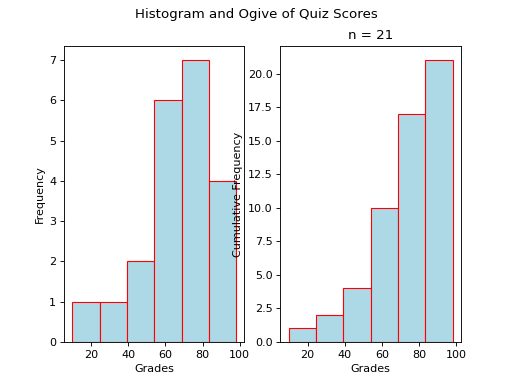 Histogram and Ogive of Quiz Scores
n = 21
Frequency
7
6
5
4
3
2
1
0
20 40 60 80 100
Grades
Cumulative Frequency
20.0
17.5
15.0
12.5
10.0
7.5
5.0
2.5
0.0
20 40 60 80 100
Grades